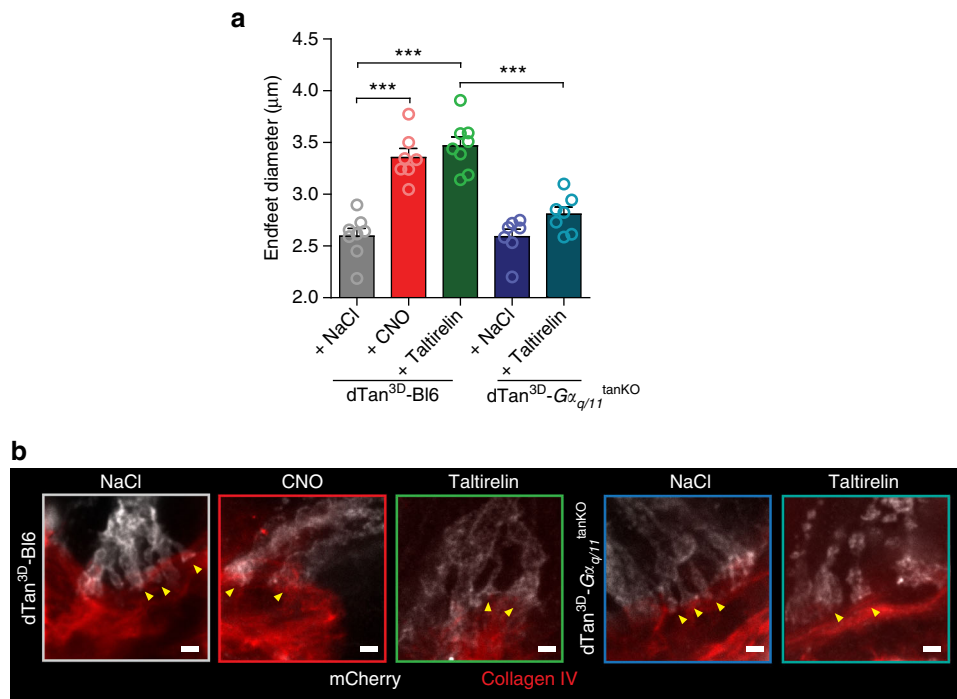 a
4.5
4.0
3.5
3.0
2.5
2.0
Endfeet diameter (μm)
***
***
***
+ NaCl
+ CNO
+ Taltirelin
+ NaCl
+ Taltirelin
dTan3D-Bl6
dTan3D-Gαq/11tanKO
b
NaCl
CNO
Taltirelin
NaCl
Taltirelin
dTan3D-Bl6
dTan3D-Gαq/11tanKO
mCherry
Collagen IV